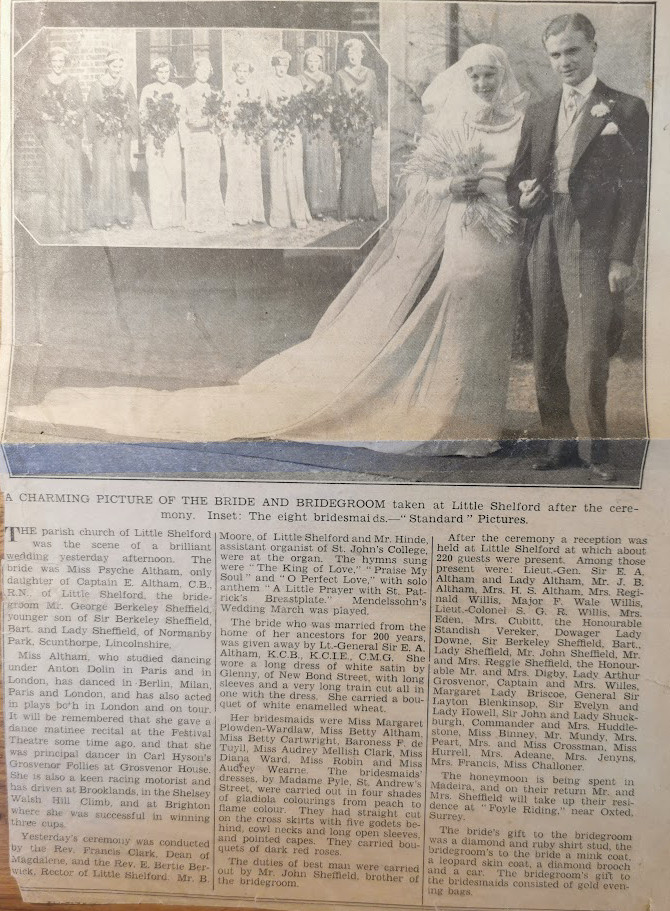 A CHARMING PICTURE OF THE BRIDE AND BRIDEGROOM taken at Little Shelford after the cere-
mony. Inset: The eight bridesmaids.—"Standard" Pictures.
THE parish church of Little Shelford
was the scene of a brilliant
wedding yesterday afternoon. The
bride was Miss Psyche Altham, only
daughter of Captain E. Altham, C.B.
R.N. of Little Shelford, the bride-
groom Mr. George Berkeley Sheffield,
younger son of Sir Berkeley Sheffield,
Bart. and Lady Sheffield, of Normanby
Park, Scunthorpe, Lincolnshire.
Miss Altham, who studied dancing
under Anton Dolin in Paris and in
London, has danced in Berlin, Milan,
Paris and London, and has also acted
in plays both in London and on tour.
It will be remembered that she gave a
dance matinee recital at the Festival
Theatre some time ago, and that she
was principal dancer in Carl Hyson's
Grosvenor Follies at Grosvenor House.
She is also a keen racing motorist and
has driven at Brooklands, in the Shelsey
Walsh Hill Climb, and at Brighton
where she was successful in winning
three cups.
Yesterday's ceremony was conducted
by the Rev. Francis Clark, Dean of
Magdalene, and the Rev. E. Bertie Ber-
wick, Rector of Little Shelford. Mr. B.
Moore, of Little Shelford and Mr. Hinde,
assistant organist of St. John's College,
were at the organ. The hymns sung
were "The King of Love," "Praise My
Soul" and "O Perfect Love," with solo
anthem "A Little Prayer with St. Pat-
rick's Breastplate." Mendelssohn's
Wedding March was played.
The bride who was married from the
home of her ancestors for 200 years,
was given away by Lt.-General Sir E. A.
Altham, K.C.B., K.C.I.E., C.M.G. She
wore a long dress of white satin by
Glenny, of New Bond Street, with long
sleeves and a very long train cut all in
one with the dress. She carried a bou-
quet of white enamelled wheat.
Her bridesmaids were Miss Margaret
Plowden-Wardlaw, Miss Betty Altham,
Miss Betty Cartwright, Baroness F. de
Tuyll, Miss Audrey Mellish Clark, Miss
Diana Ward, Miss Robin and Miss
Audrey Wearne. The bridesmaids'
dresses, by Madame Pyle, St. Andrew's
Street, were carried out in four shades
of gladiola colourings from peach to
flame colour. They had straight cut
on the cross skirts with five godets be-
hind, cowl necks and long open sleeves,
and pointed capes. They carried bou-
quets of dark red roses.
The duties of best man were carried
out by Mr. John Sheffield, brother of
the bridegroom.
After the ceremony a reception was
held at Little Shelford at which about
220 guests were present. Among those
present were: Lieut.-Gen. Sir E. A.
Altham and Lady Altham, Mr. J. B.
Altham, Mrs. H. S. Altham, Mrs. Regi-
nald Willis, Major F. Wale Willis,
Lieut.-Colonel S. G. R. Willis, Mrs.
Eden, Mrs. Cubitt, the Honourable
Standish Vereker, Dowager Lady
Downe, Sir Berkeley Sheffield, Bart.,
Lady Sheffield, Mr. John Sheffield, Mr.
and Mrs. Reggie Sheffield, the Honour-
able Mr. and Mrs. Digby, Lady Arthur
Grosvenor, Captain and Mrs. Willes,
Margaret Lady Briscoe, General Sir
Layton Blenkinsop, Sir Evelyn and
Lady Howell, Sir John and Lady Shuck-
burgh, Commander and Mrs. Huddle-
stone, Miss Binney, Mr. Mundy, Mrs.
Peart, Mrs. and Miss Crossman, Miss
Hurrell, Mrs. Adeane, Mrs. Jenyns,
Mrs. Francis, Miss Challoner.
The honeymoon is being spent in
Madeira, and on their return Mr. and
Mrs. Sheffield will take up their resi-
dence at "Foyle Riding," near Oxted,
Surrey.
The bride's gift to the bridegroom
was a diamond and ruby shirt stud, the
bridegroom's to the bride a mink coat,
a leopard skin coat, a diamond brooch
and a car. The bridegroom's gift to
the bridesmaids consisted of gold even-
ing bags.